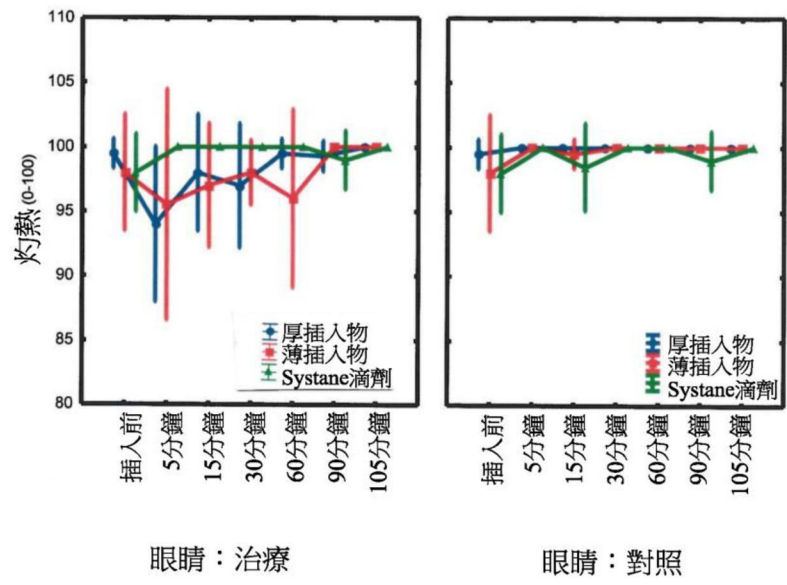 灼熱 (0-100)
110
105
100
95
90
85
80
厚插入物
薄插入物
Systane滴劑
插入前
5分鐘
15分鐘
30分鐘
60分鐘
90分鐘
105分鐘
眼睛：治療
厚插入物
薄插入物
Systane滴劑
插入前
5分鐘
15分鐘
30分鐘
60分鐘
90分鐘
105分鐘
眼睛：對照